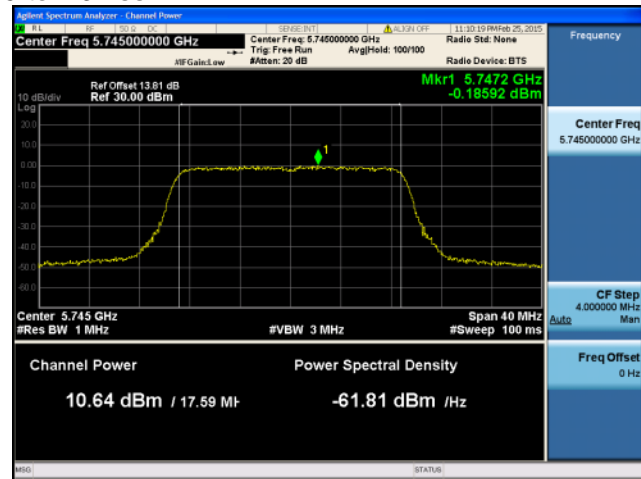 Agilent Spectrum Analyzer - Channel Power
RL RF 50 Ω DC SENSE:INT ALIGN OFF 11:10:19 PM Feb 25, 2015
Center Freq 5.745000000 GHz
Center Freq: 5.745000000 GHz
Radio Std: None
Trig: Free Run Avg|Hold: 100/100
#IFGain:Low #Atten: 20 dB Radio Device: BTS
Frequency
Ref Offset 13.81 dB
10 dB/div Ref 30.00 dBm
Mkr1 5.7472 GHz
-0.18592 dBm
Log
20.0
10.0
0.00
-10.0
-20.0
-30.0
-40.0
-50.0
-60.0
1
Center Freq
5.745000000 GHz
Center 5.745 GHz Span 40 MHz
#Res BW 1 MHz #VBW 3 MHz #Sweep 100 ms
CF Step
4.000000 MHz
Auto Man
Channel Power Power Spectral Density
10.64 dBm / 17.59 MH -61.81 dBm /Hz
Freq Offset
0 Hz
MSG STATUS